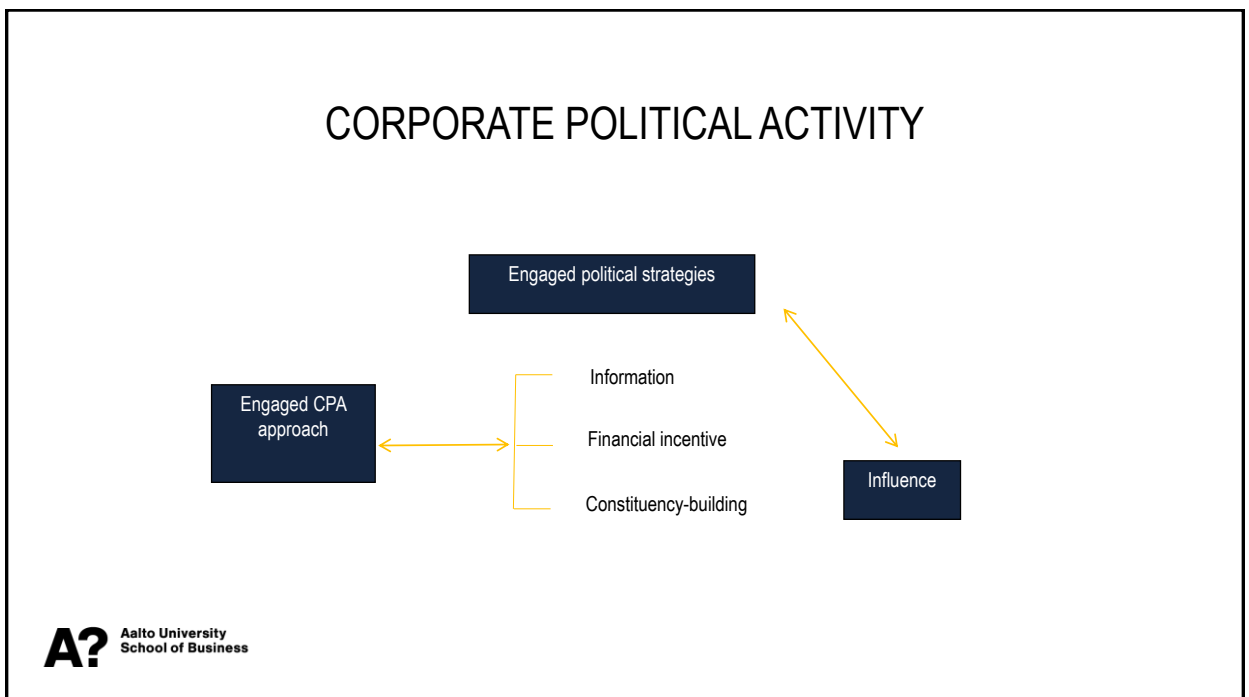 CORPORATE POLITICAL ACTIVITY
Engaged political strategies
Engaged CPA
approach
Information
Financial incentive
Constituency-building
Influence
A?
Aalto University
School of Business